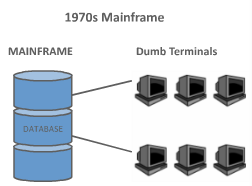 1970s Mainframe
MAINFRAME
Dumb Terminals
DATABASE